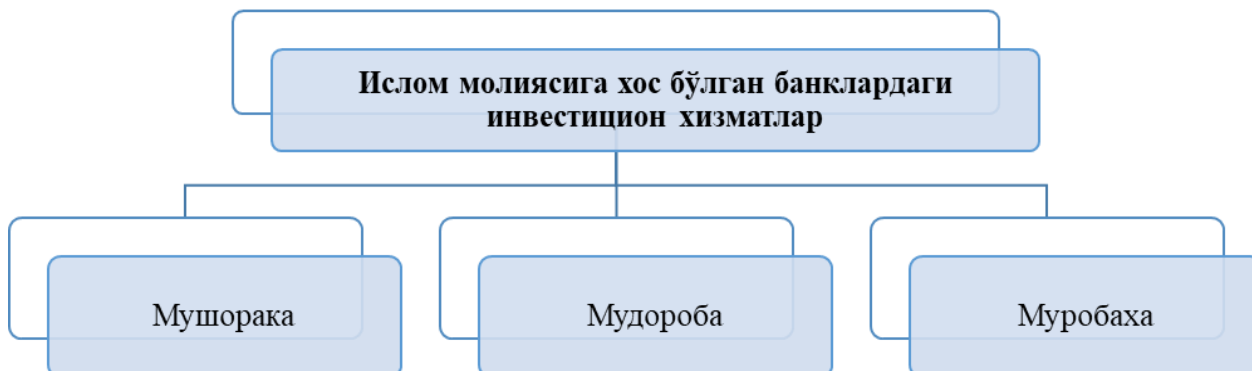 Ислом молиясига хос бўлган банклардаги
инвестицион хизматлар
Мушорака
Мудороба
Муробаха